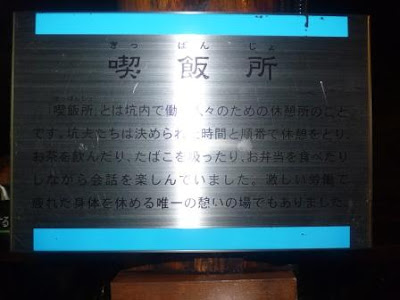 きっ ぱん じょ
喫飯所
「喫飯所」とは坑内で働く人々のための休憩所のこと
です。坑夫たちは決められた時間と順番で休憩をとり、
お茶を飲んだり、たばこを吸ったり、お弁当を食べたり
しながら会話を楽しんでいました。激しい労働で
疲れた身体を休める唯一の憩いの場でもありました。